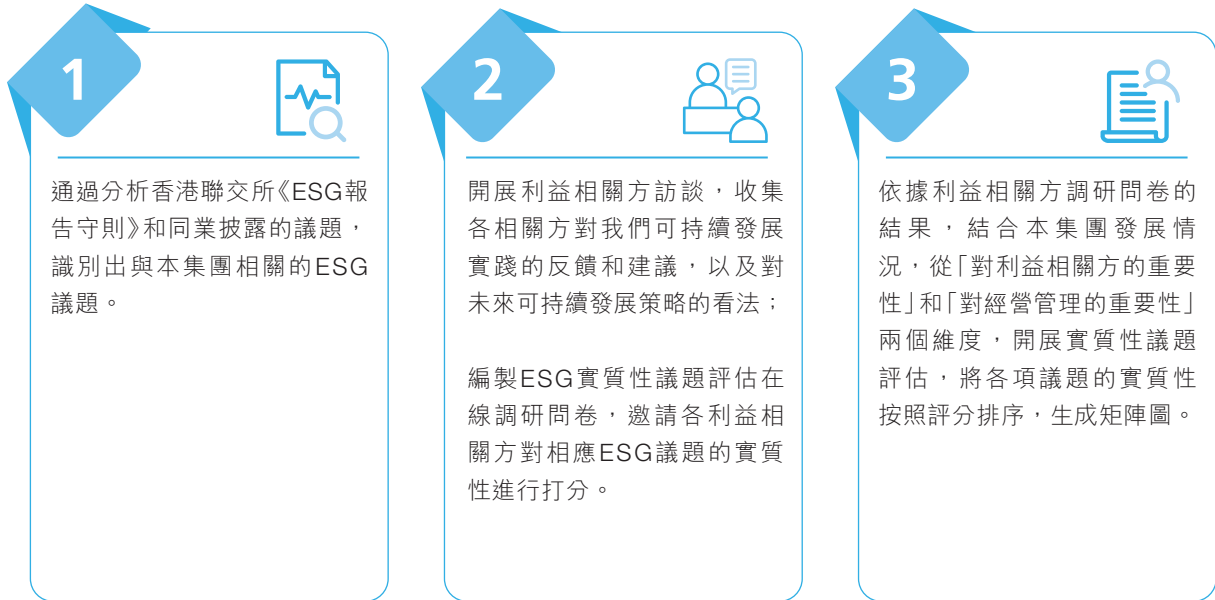 1
通過分析香港聯交所《ESG報
告守則》和同業披露的議題，
識別出與本集團相關的ESG
議題。
2
開展利益相關方訪談，收集
各相關方對我們可持續發展
實踐的反饋和建議，以及對
未來可持續發展策略的看法；
編製ESG實質性議題評估在
線調研問卷，邀請各利益相
關方對相應ESG議題的實質
性進行打分。
3
依據利益相關方調研問卷的
結果，結合本集團發展情
況，從「對利益相關方的重要
性」和「對經營管理的重要性」
兩個維度，開展實質性議題
評估，將各項議題的實質性
按照評分排序，生成矩陣圖。